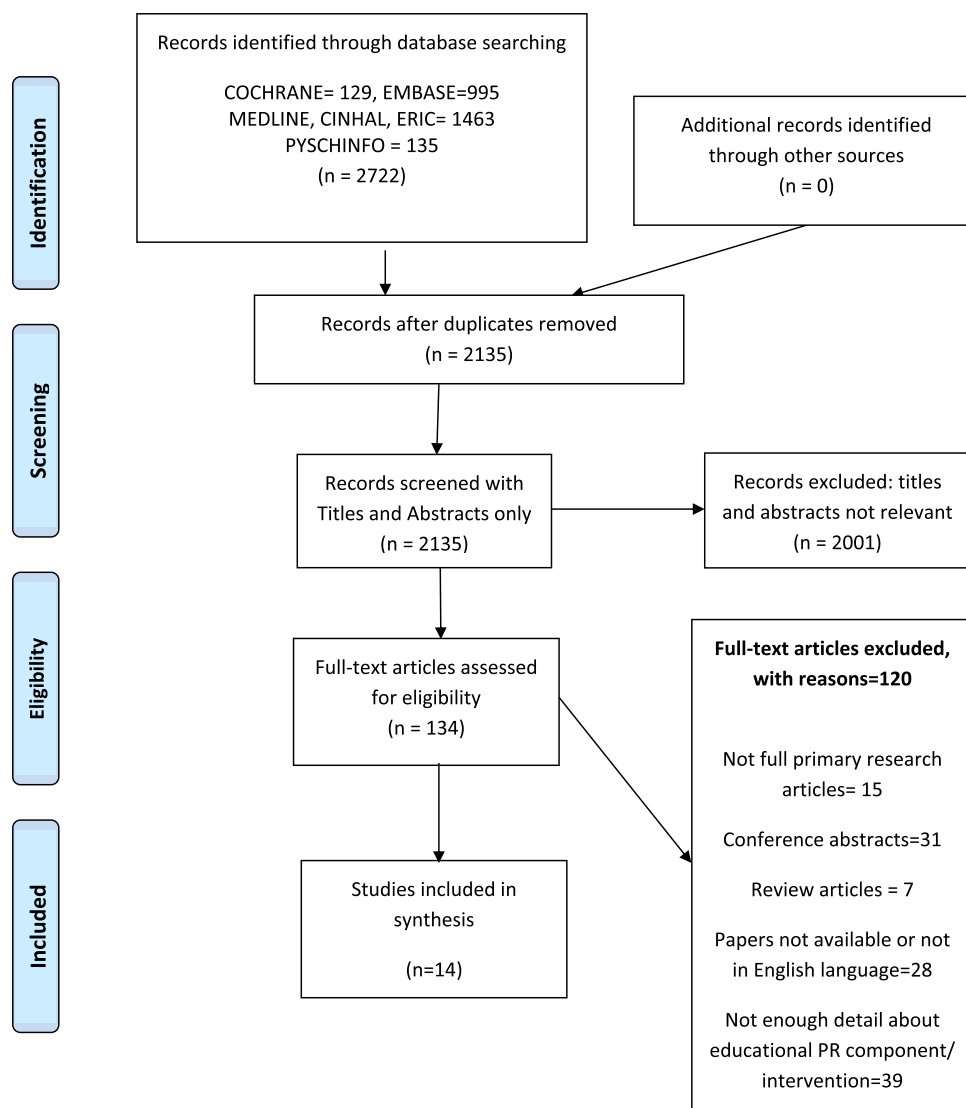 Identification
Records identified through database searching
COCHRANE= 129, EMBASE=995
MEDLINE, CINHAL, ERIC= 1463
PYSCHINFO = 135
(n = 2722)
Additional records identified
through other sources
(n = 0)
Records after duplicates removed
(n = 2135)
Screening
Records screened with
Titles and Abstracts only
(n = 2135)
Records excluded: titles
and abstracts not relevant
(n = 2001)
Eligibility
Full-text articles assessed
for eligibility
(n = 134)
Full-text articles excluded,
with reasons=120
Not full primary research
articles= 15
Conference abstracts=31
Review articles = 7
Papers not available or not
in English language=28
Not enough detail about
educational PR component/
intervention=39
Included
Studies included in
synthesis
(n=14)